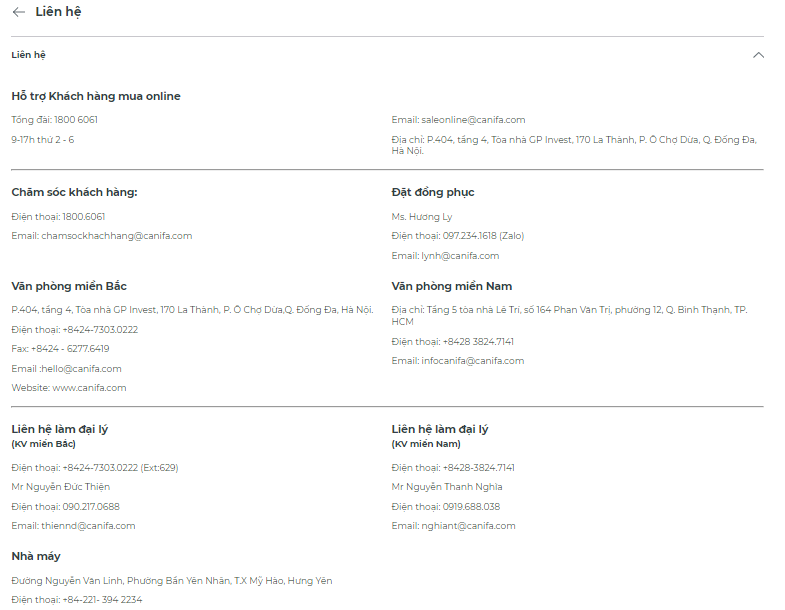 Liên hệ
Liên hệ
Hỗ trợ Khách hàng mua online
Tổng đài: 1800 6061
9-17h thứ 2 - 6
Email: saleonline@canifa.com
Địa chỉ: P.404, tầng 4, Tòa nhà GP Invest, 170 La Thành, P. Ô Chợ Dừa, Q. Đống Đa,
Hà Nội.
Chăm sóc khách hàng:
Điện thoại: 1800.6061
Email: chamsockhachhang@canifa.com
Đặt đồng phục
Ms. Hương Ly
Điện thoại: 097.234.1618 (Zalo)
Email: lynh@canifa.com
Văn phòng miền Bắc
P.404, tầng 4, Tòa nhà GP Invest, 170 La Thành, P. Ô Chợ Dừa,Q. Đống Đa, Hà Nội.
Điện thoại: +8424-7303.0222
Fax: +8424 - 6277.6419
Email :hello@canifa.com
Website: www.canifa.com
Văn phòng miền Nam
Địa chỉ: Tầng 5 tòa nhà Lê Trí, số 164 Phan Văn Trị, phường 12, Q. Bình Thạnh, TP.
HCM
Điện thoại: +8428 3824.7141
Email: infocanifa@canifa.com
Liên hệ làm đại lý
(KV miền Bắc)
Điện thoại: +8424-7303.0222 (Ext:629)
Mr Nguyễn Đức Thiện
Điện thoại: 090.217.0688
Email: thiennd@canifa.com
Liên hệ làm đại lý
(KV miền Nam)
Điện thoại: +8428-3824.7141
Mr Nguyễn Thanh Nghĩa
Điện thoại: 0919.688.038
Email: nghiant@canifa.com
Nhà máy
Đường Nguyễn Văn Linh, Phường Bần Yên Nhân, T.X Mỹ Hào, Hưng Yên
Điện thoại: +84-221- 394 2234